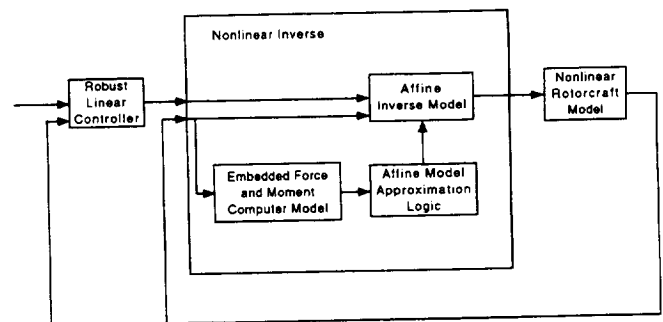 Nonlinear Inverse
Robust
Linear
Controller
Affine
Inverse Model
Nonlinear
Rotorcraft
Model
Embedded Force
and Moment
Computer Model
Affine Model
Approximation
Logic